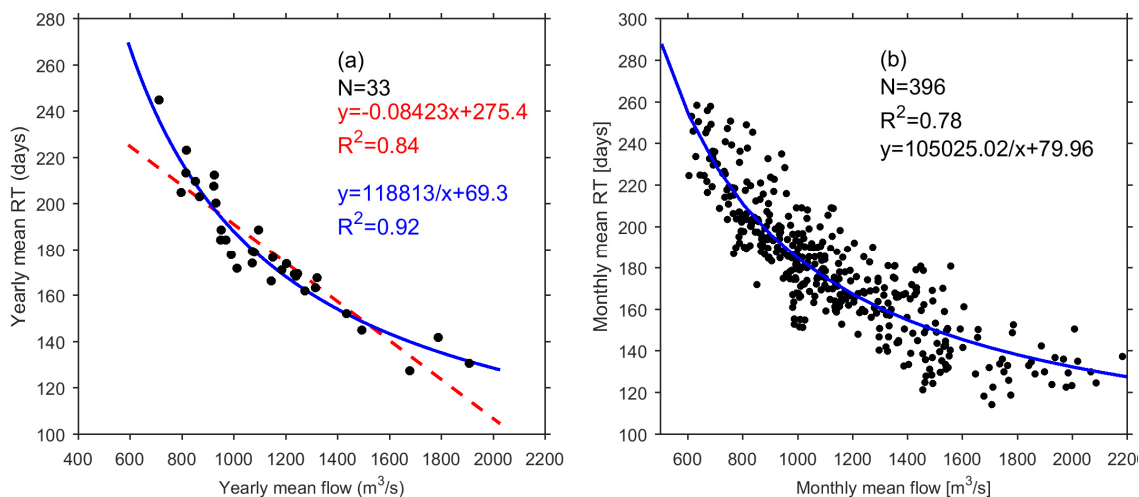 (a)
N=33
y=-0.08423x+275.4
R²=0.84
y=118813/x+69.3
R²=0.92
280
260
240
220
200
180
160
140
120
100
400 600 800 1000 1200 1400 1600 1800 2000 2200
Yearly mean RT (days)
Yearly mean flow (m³/s)
(b)
N=396
R²=0.78
y=105025.02/x+79.96
300
280
260
240
220
200
180
160
140
120
100
600 800 1000 1200 1400 1600 1800 2000 2200
Monthly mean RT [days]
Monthly mean flow [m³/s]